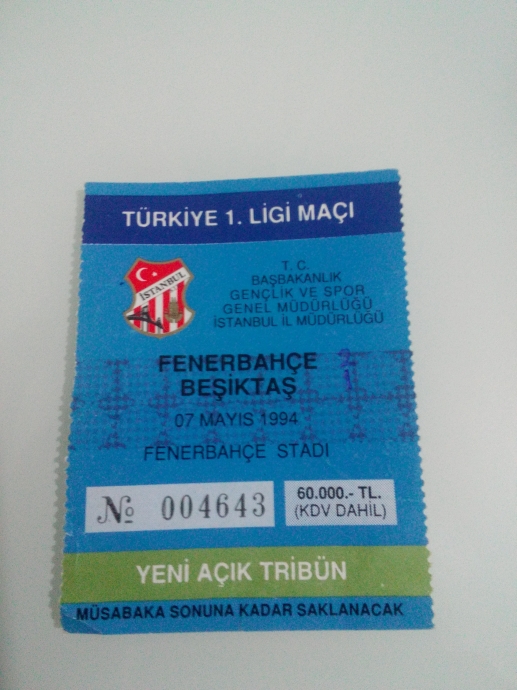 TÜRKİYE 1. LİGİ MAÇI
İSTANBUL
T. C.
BAŞBAKANLIK
GENÇLİK VE SPOR
GENEL MÜDÜRLÜĞÜ
İSTANBUL İL MÜDÜRLÜĞÜ
FENERBAHÇE 2
BEŞİKTAŞ 1
07 MAYIS 1994
FENERBAHÇE STADI
№ 004643
60.000.- TL.
(KDV DAHİL)
YENİ AÇIK TRİBÜN
MÜSABAKA SONUNA KADAR SAKLANACAK